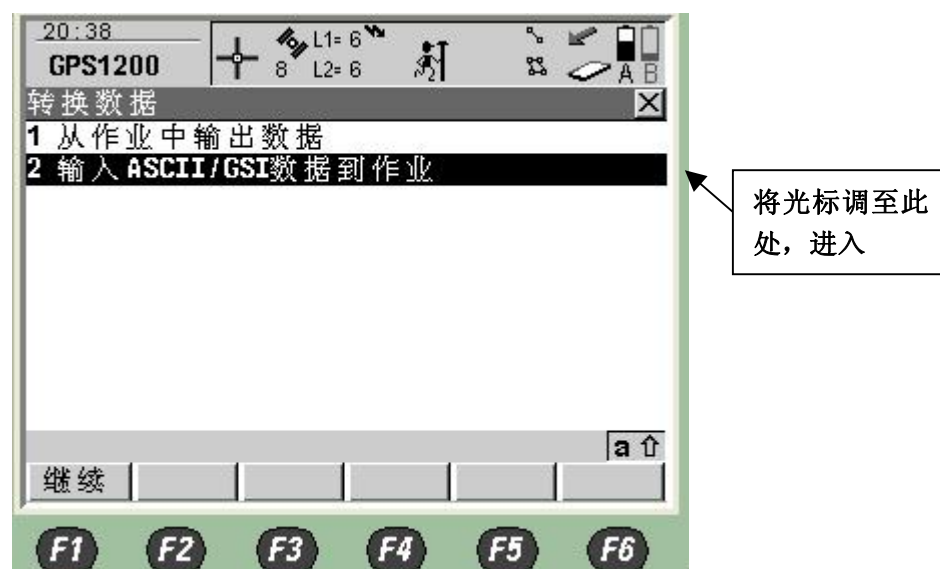 20:38
GPS1200
L1= 6
8 L2= 6
A B
转换数据
1 从作业中输出数据
2 输入ASCII/GSI数据到作业
将光标调至此
处，进入
a
继续
F1 F2 F3 F4 F5 F6